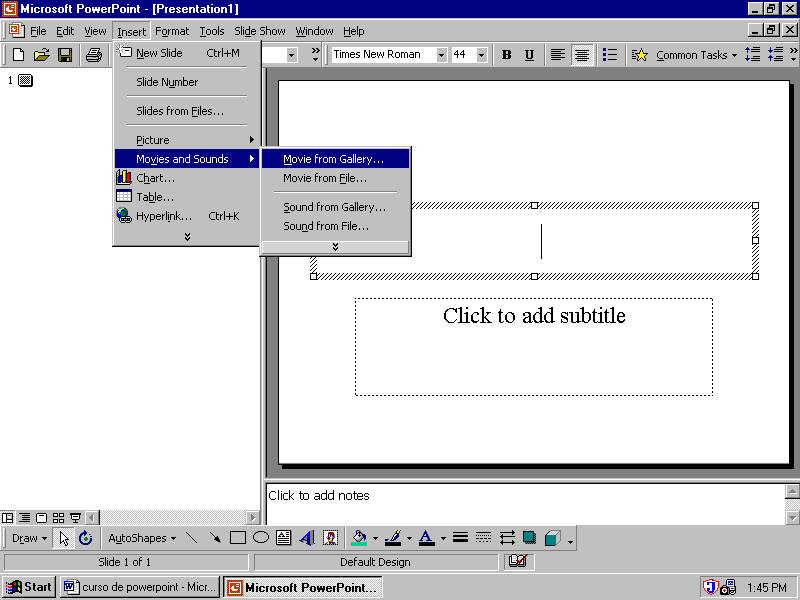 Microsoft PowerPoint - [Presentation1]
File Edit View Insert Format Tools Slide Show Window Help
Times New Roman 44 B U Common Tasks
1
New Slide Ctrl+M
Slide Number
Slides from Files...
Picture
Movies and Sounds
Chart...
Table...
Hyperlink... Ctrl+K
Movie from Gallery...
Movie from File...
Sound from Gallery...
Sound from File...
Click to add subtitle
Click to add notes
Draw AutoShapes
Slide 1 of 1 Default Design
Start curso de powerpoint - Micr... Microsoft PowerPoint... 1:45 PM